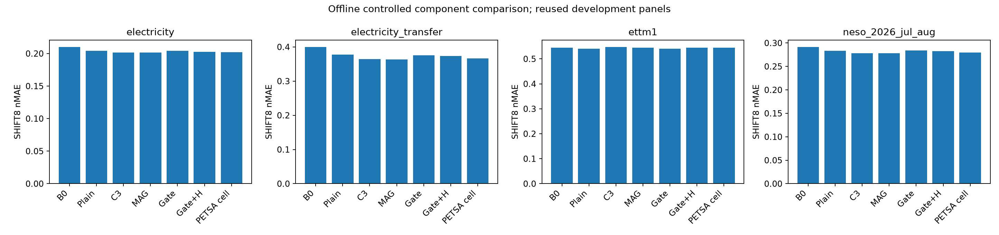 Offline controlled component comparison; reused development panels
electricity
SHIFT8 nMAE
0.20
0.15
0.10
0.05
0.00
B0
Plain
C3
MAG
Gate
Gate+H
PETSA cell
electricity_transfer
SHIFT8 nMAE
0.4
0.3
0.2
0.1
0.0
B0
Plain
C3
MAG
Gate
Gate+H
PETSA cell
ettm1
SHIFT8 nMAE
0.5
0.4
0.3
0.2
0.1
0.0
B0
Plain
C3
MAG
Gate
Gate+H
PETSA cell
neso_2026_jul_aug
SHIFT8 nMAE
0.30
0.25
0.20
0.15
0.10
0.05
0.00
B0
Plain
C3
MAG
Gate
Gate+H
PETSA cell